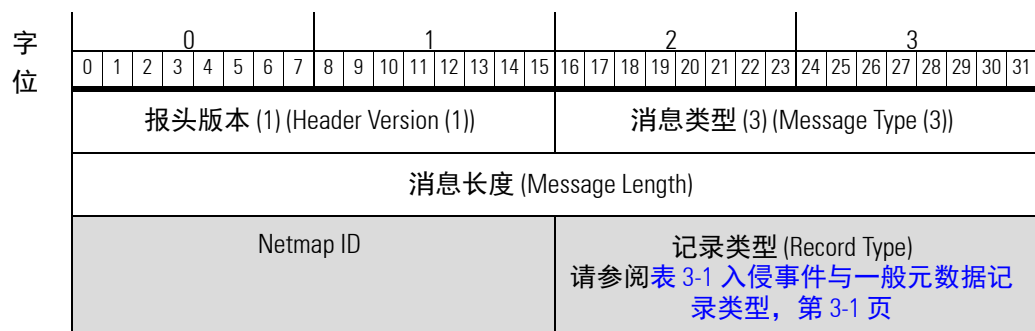 字 0 1 2 3
位 0 1 2 3 4 5 6 7 8 9 10 11 12 13 14 15 16 17 18 19 20 21 22 23 24 25 26 27 28 29 30 31
报头版本 (1) (Header Version (1)) 消息类型 (3) (Message Type (3))
消息长度 (Message Length)
Netmap ID 记录类型 (Record Type)
请参阅表 3-1 入侵事件与一般元数据记
录类型，第 3-1 页